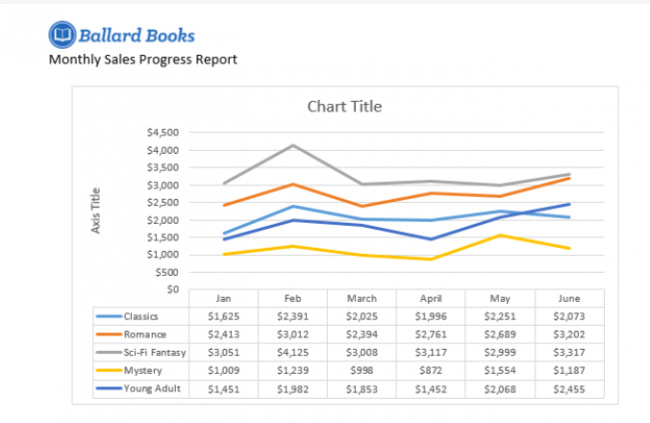 Ballard Books
Monthly Sales Progress Report
Chart Title
Axis Title
$4,500
$4,000
$3,500
$3,000
$2,500
$2,000
$1,500
$1,000
$500
$0
Jan Feb March April May June
Classics $1,625 $2,391 $2,025 $1,996 $2,251 $2,073
Romance $2,413 $3,012 $2,394 $2,761 $2,689 $3,202
Sci-Fi Fantasy $3,051 $4,125 $3,008 $3,117 $2,999 $3,317
Mystery $1,009 $1,239 $998 $872 $1,554 $1,187
Young Adult $1,451 $1,982 $1,853 $1,452 $2,068 $2,455